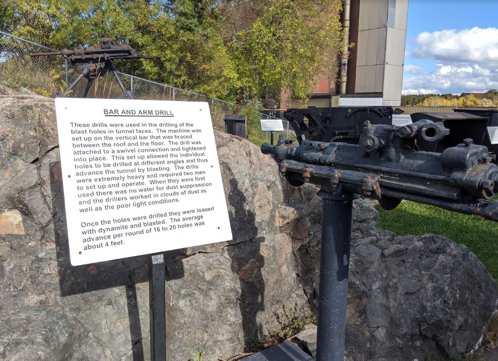 BAR AND ARM DRILL
These drills were used in the drilling of the
blast holes in tunnel faces. The machine was
set up on the vertical bar that was braced
between the roof and the floor. The drill was
attached to a swivel connection and tightened
into place. This set up allowed the individual
holes to be drilled at different angles and thus
advance the tunnel by blasting. The drills
were extremely heavy and required two men
to set up and operate. When they were first
used there was no water for dust suppression
and the drillers worked in clouds of dust as
well as the poor light conditions.
Once the holes were drilled they were loaded
with dynamite and blasted. The average
advance per round of 16 to 20 holes was
about 4 feet.